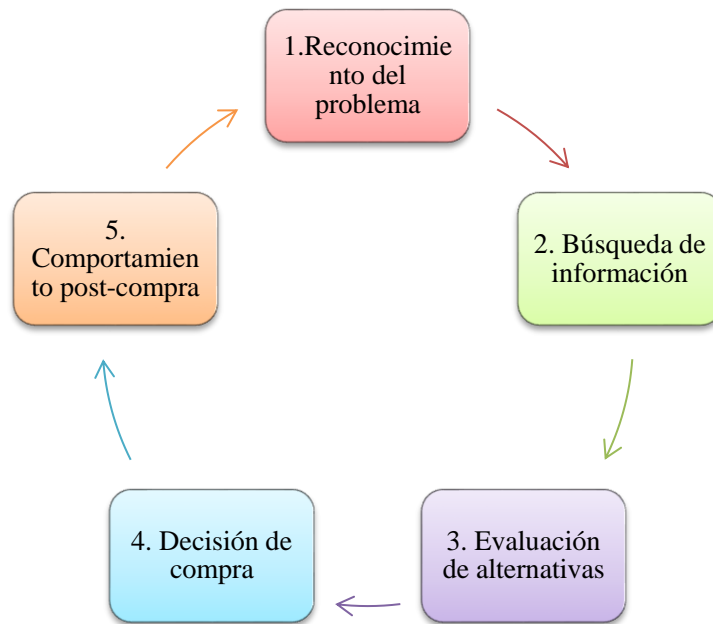 1.Reconocimie
nto del
problema
2. Búsqueda de
información
3. Evaluación
de alternativas
4. Decisión de
compra
5.
Comportamien
to post-compra